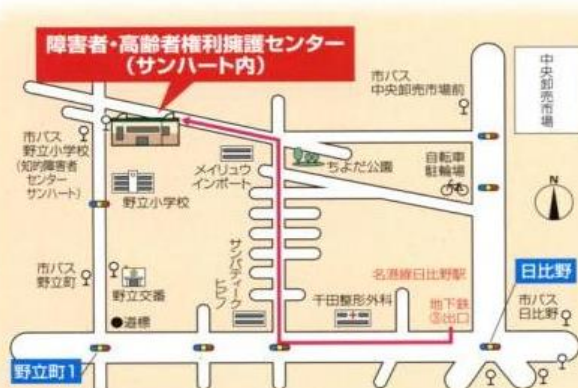 障害者・高齢者権利擁護センター
（サンハート内）
市バス
中央卸売市場前
中央卸売市場
市バス
野立小学校
（知的障害者
センター
サンハート）
野立小学校
メイリュウ
インポート
ちよだ公園
自転車
駐輪場
N
市バス
野立町
野立交番
●道標
サンバティーク
ヒビノ
名港線日比野駅
千田整形外科
地下鉄
③出口
日比野
市バス
日比野
野立町1